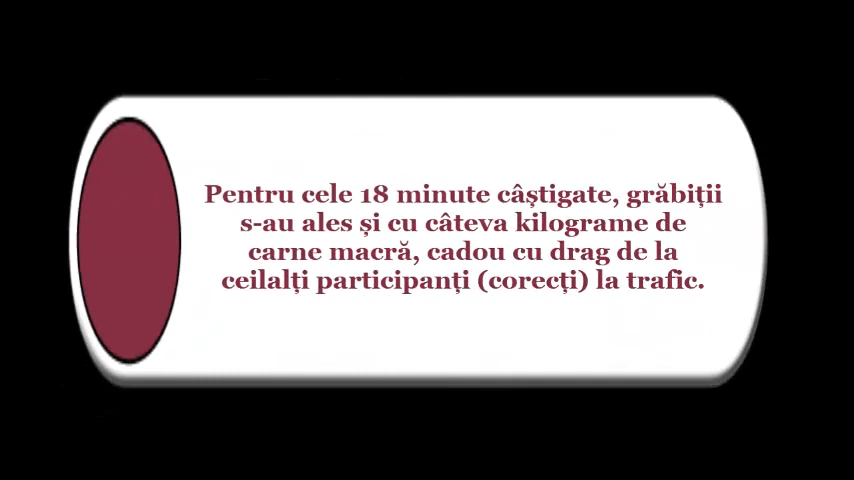 Pentru cele 18 minute câştigate, grăbiții
s-au ales și cu câteva kilograme de
carne macră, cadou cu drag de la
ceilalți participanți (corecți) la trafic.